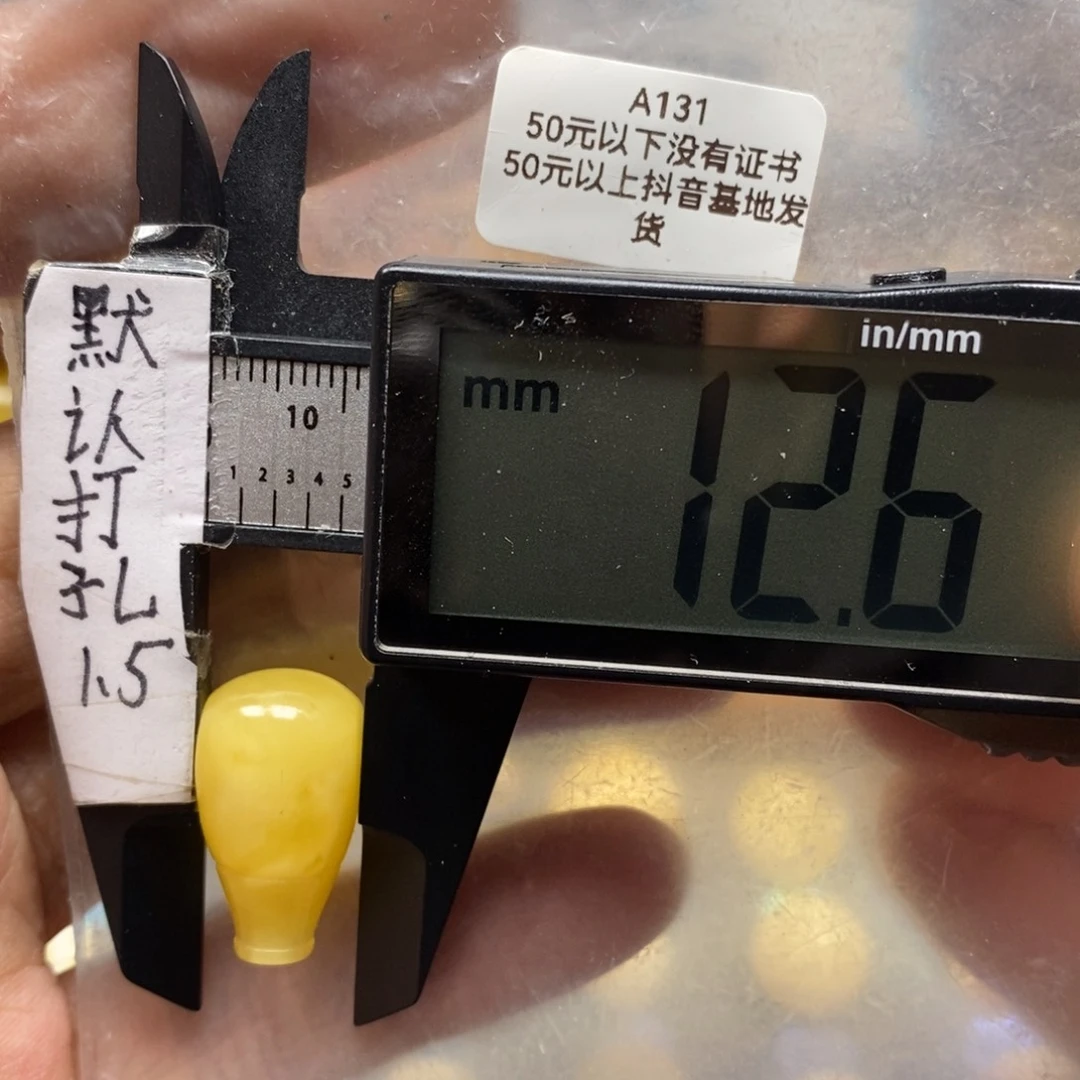 A131
50元以下没有证书
50元以上抖音基地发
货
in/mm
mm
12.6
10
1 2 3 4 5
默
认
打
孔
1.5